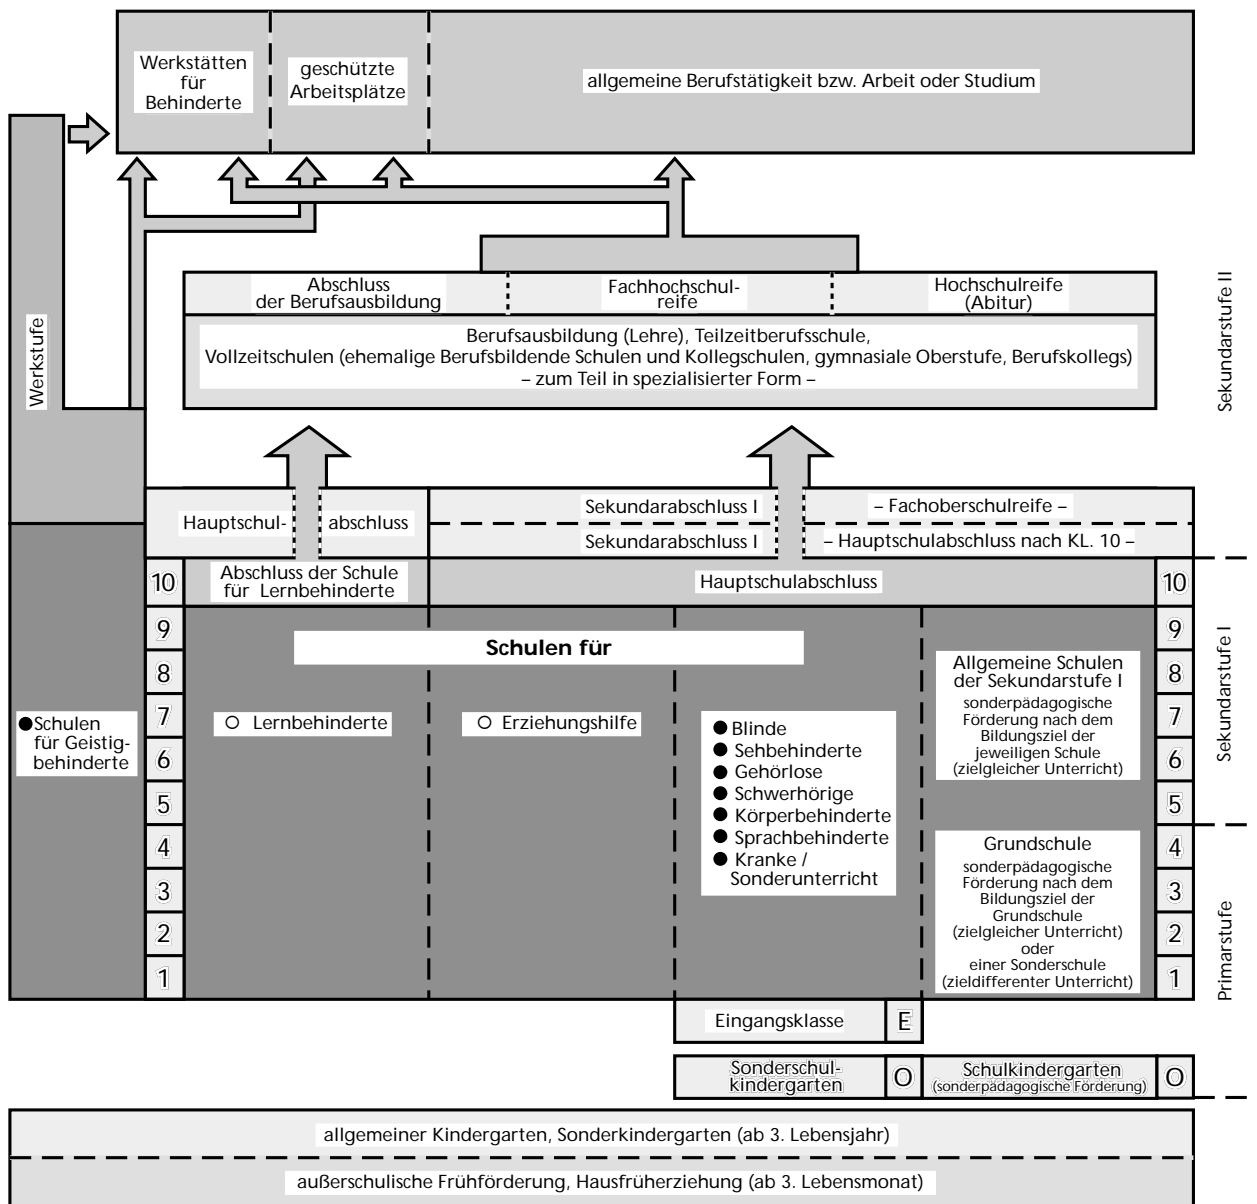 Werkstätten
für
Behinderte
geschützte
Arbeitsplätze
allgemeine Berufstätigkeit bzw. Arbeit oder Studium
Werkstufe
Abschluss
der Berufsausbildung
Fachhochschul-
reife
Hochschulreife
(Abitur)
Berufsausbildung (Lehre), Teilzeitberufsschule,
Vollzeitschulen (ehemalige Berufsbildende Schulen und Kollegschulen, gymnasiale Oberstufe, Berufskollegs)
– zum Teil in spezialisierter Form –
Sekundarstufe II
Hauptschul- abschluss
Sekundarabschluss I – Fachoberschulreife –
Sekundarabschluss I – Hauptschulabschluss nach KL. 10 –
10
Abschluss der Schule
für Lernbehinderte
Hauptschulabschluss
10
9
8
7
6
5
4
3
2
1
Schulen für
● Schulen
für Geistig-
behinderte
○ Lernbehinderte
○ Erziehungshilfe
● Blinde
● Sehbehinderte
● Gehörlose
● Schwerhörige
● Körperbehinderte
● Sprachbehinderte
● Kranke /
Sonderunterricht
Allgemeine Schulen
der Sekundarstufe I
sonderpädagogische
Förderung nach dem
Bildungsziel der
jeweiligen Schule
(zielgleicher Unterricht)
Grundschule
sonderpädagogische
Förderung nach dem
Bildungsziel der
Grundschule
(zielgleicher Unterricht)
oder
einer Sonderschule
(zieldifferenter Unterricht)
9
8
7
6
5
4
3
2
1
Sekundarstufe I
Primarstufe
Eingangsklasse E
Sonderschul-
kindergarten
O
Schulkindergarten
(sonderpädagogische Förderung)
O
allgemeiner Kindergarten, Sonderkindergarten (ab 3. Lebensjahr)
außerschulische Frühförderung, Hausfrüherziehung (ab 3. Lebensmonat)